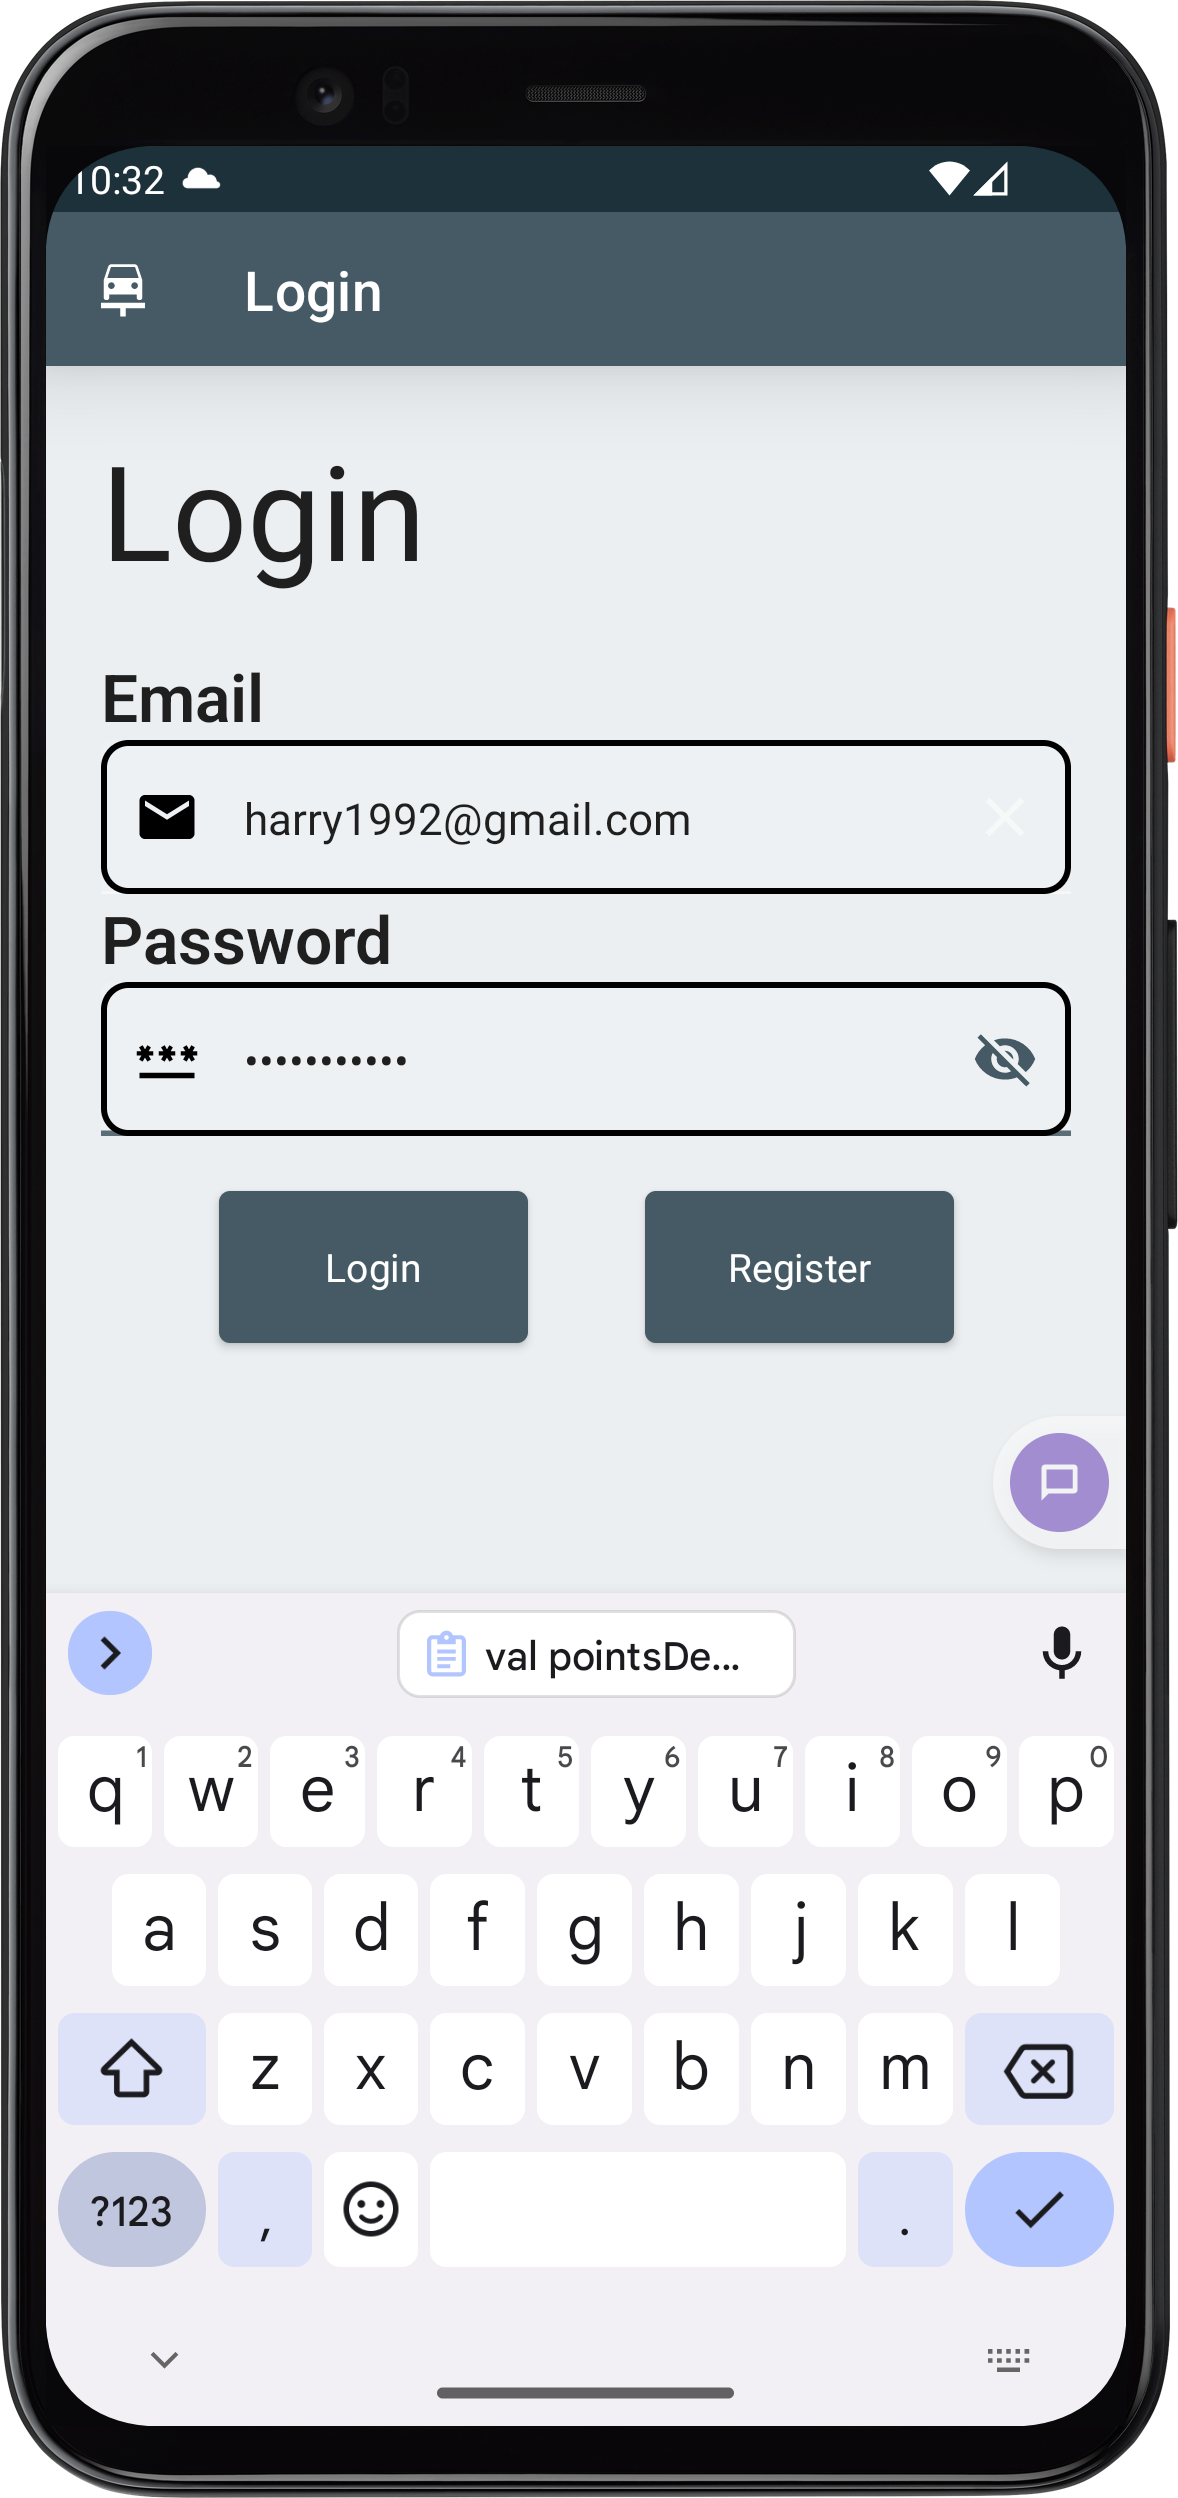 10:32
Login
Login
Email
harry1992@gmail.com
Password
***
•••••••••••
Login Register
val pointsDe...
1 2 3 4 5 6 7 8 9 0
q w e r t y u i o p
a s d f g h j k l
z x c v b n m
?123 , .